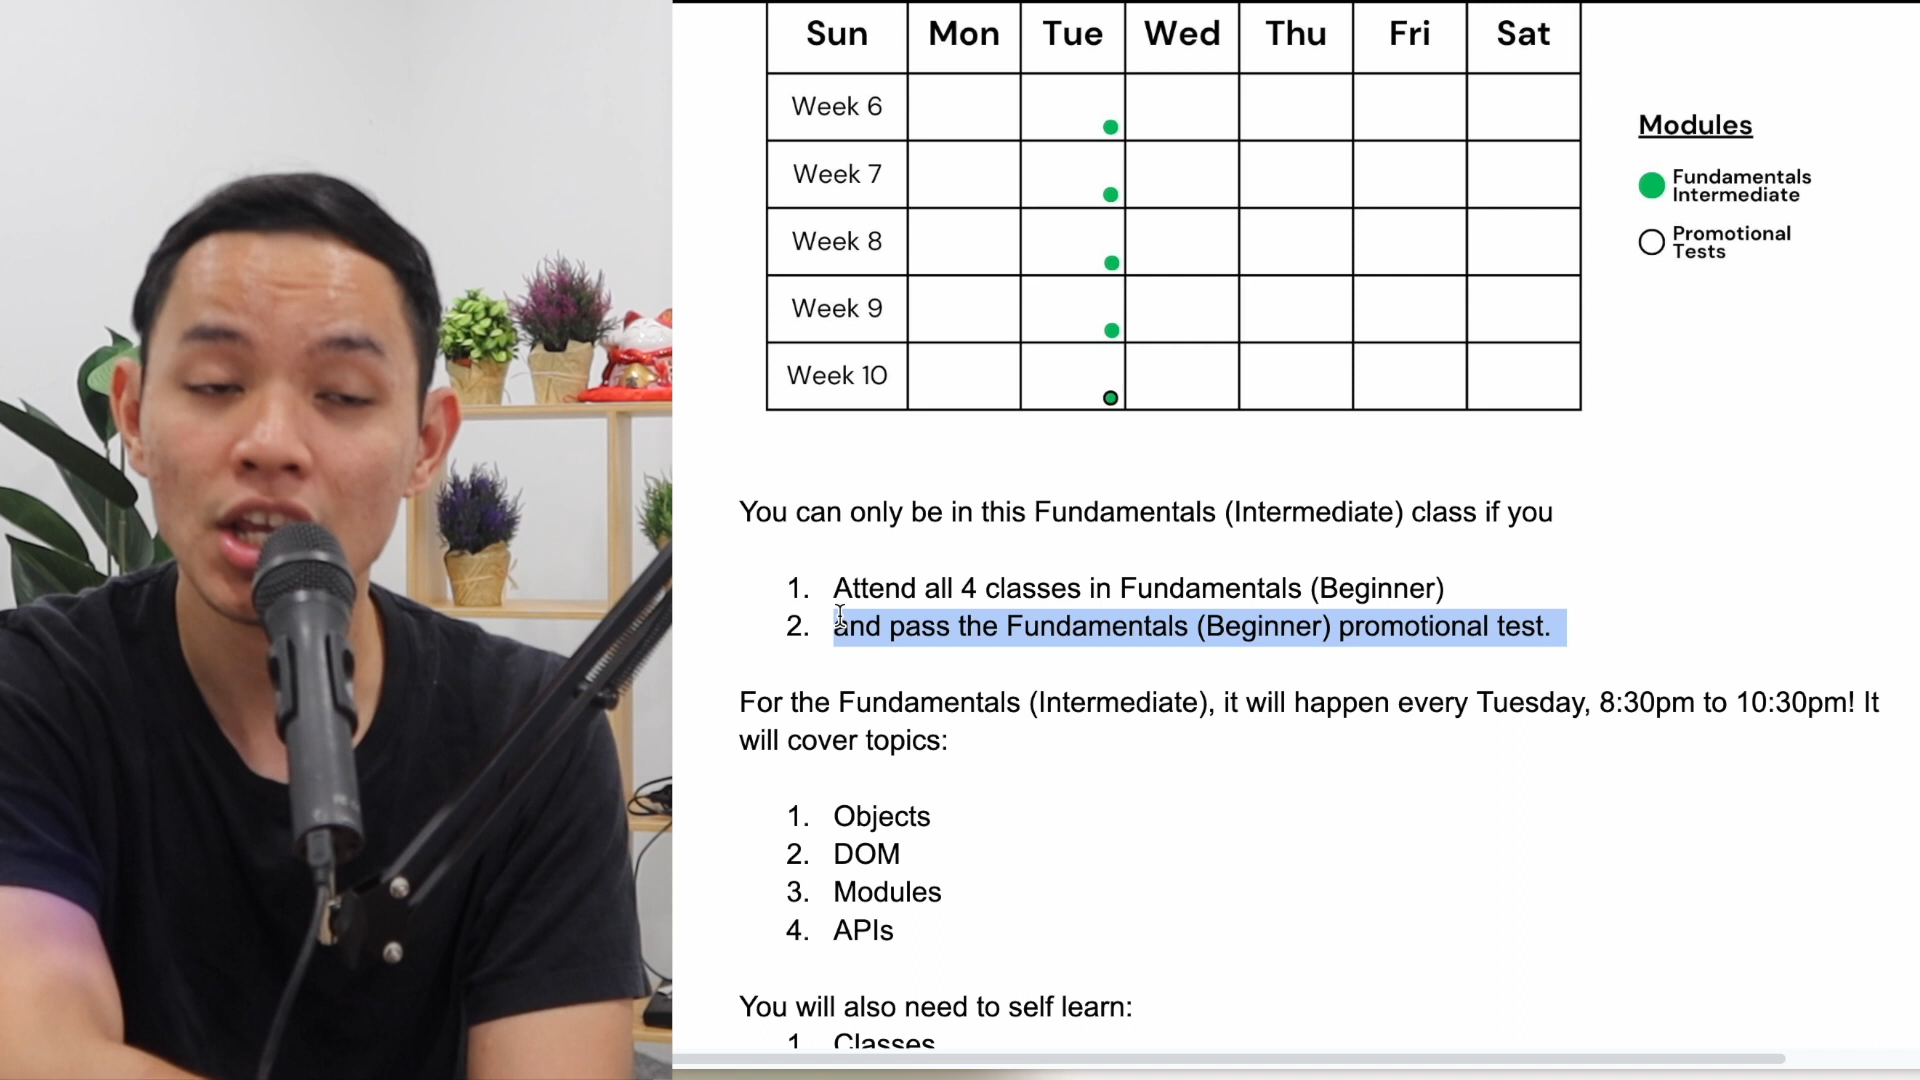 Sun Mon Tue Wed Thu Fri Sat
Week 6
Week 7
Week 8
Week 9
Week 10
Modules
Fundamentals
Intermediate
Promotional
Tests
You can only be in this Fundamentals (Intermediate) class if you
1. Attend all 4 classes in Fundamentals (Beginner)
2. and pass the Fundamentals (Beginner) promotional test.
For the Fundamentals (Intermediate), it will happen every Tuesday, 8:30pm to 10:30pm! It
will cover topics:
1. Objects
2. DOM
3. Modules
4. APIs
You will also need to self learn:
1. Classes